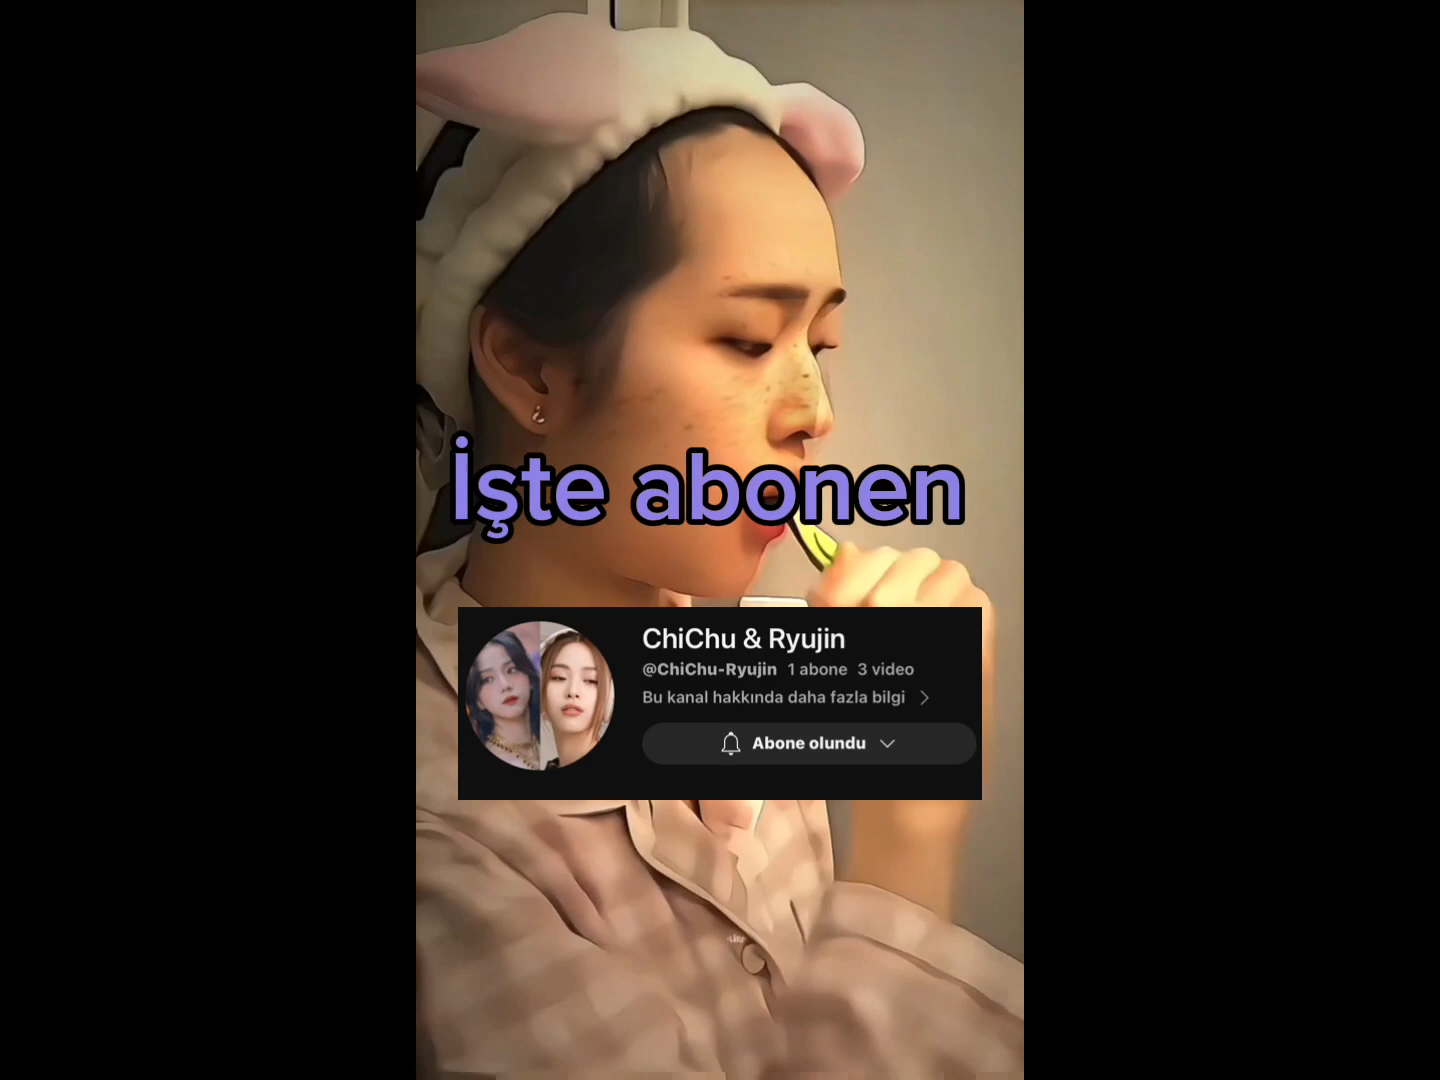 İşte abonen
ChiChu & Ryujin
@ChiChu-Ryujin 1 abone 3 video
Bu kanal hakkında daha fazla bilgi
Abone olundu